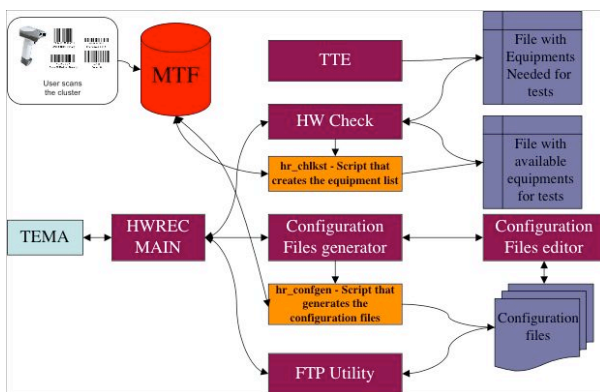 User scans
the cluster
MTF
TTE
File with
Equipments
Needed for
tests
HW Check
hr_chlkst - Script that
creates the equipment list
File with
available
equipments
for tests
TEMA
HWREC
MAIN
Configuration
Files generator
Configuration
Files editor
hr_confgen - Script that
generates the
configuration files
Configuration
files
FTP Utility